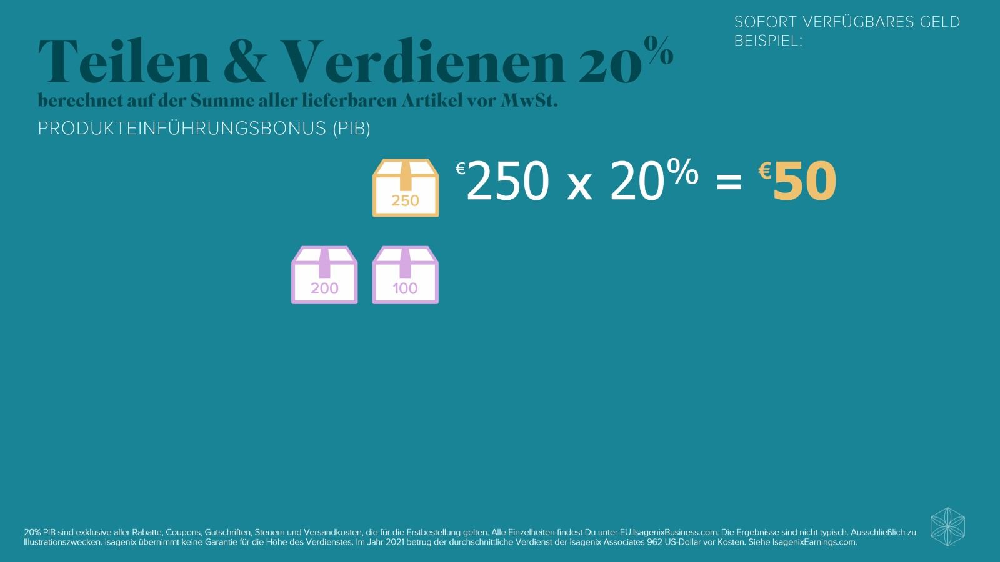 SOFORT VERFÜGBARES GELD
BEISPIEL:
Teilen & Verdienen 20%
berechnet auf der Summe aller lieferbaren Artikel vor MwSt.
PRODUKTEINFÜHRUNGSBONUS (PIB)
250
€250 x 20% = €50
200 100
20% PIB sind exklusive aller Rabatte, Coupons, Gutschriften, Steuern und Versandkosten, die für die Erstbestellung gelten. Alle Einzelheiten findest Du unter EU.IsagenixBusiness.com. Die Ergebnisse sind nicht typisch. Ausschließlich zu
Illustrationszwecken. Isagenix übernimmt keine Garantie für die Höhe des Verdienstes. Im Jahr 2021 betrug der durchschnittliche Verdienst der Isagenix Associates 962 US-Dollar vor Kosten. Siehe IsagenixEarnings.com.